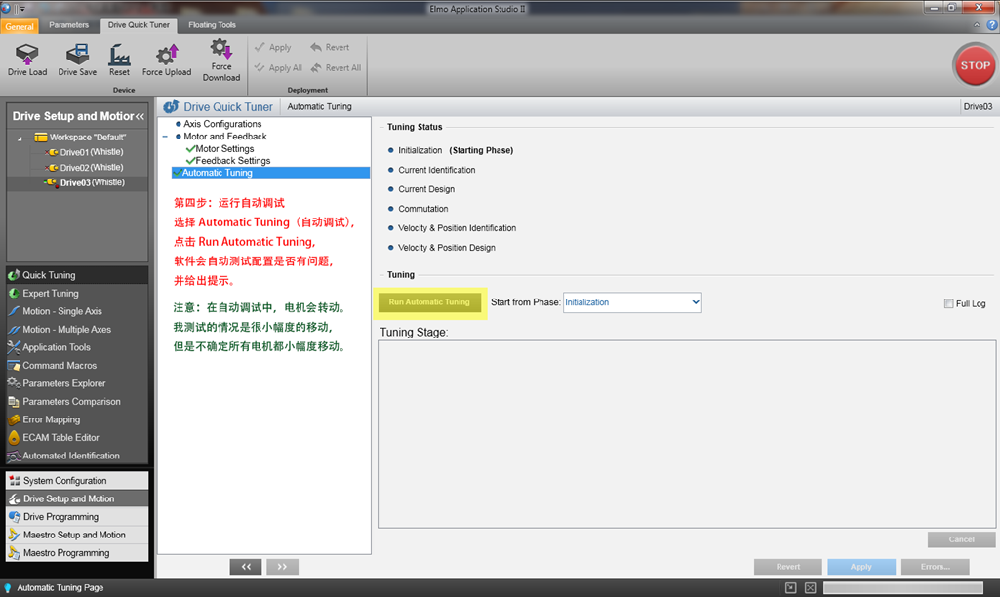 Elmo Application Studio II
General
Parameters
Drive Quick Tuner
Floating Tools
Drive Load
Drive Save
Reset
Force Upload
Force
Download
Apply
Revert
Apply All
Revert All
Device
Deployment
STOP
Drive Setup and Motior<<
Workspace "Default"
Drive01 (Whistle)
Drive02 (Whistle)
Drive03 (Whistle)
Quick Tuning
Expert Tuning
Motion - Single Axis
Motion - Multiple Axes
Application Tools
Command Macros
Parameters Explorer
Parameters Comparison
Error Mapping
ECAM Table Editor
Automated Identification
System Configuration
Drive Setup and Motion
Drive Programming
Maestro Setup and Motion
Maestro Programming
Drive Quick Tuner
Automatic Tuning
Drive03
Axis Configurations
Motor and Feedback
Motor Settings
Feedback Settings
Automatic Tuning
第四步：运行自动调试
选择 Automatic Tuning（自动调试），
点击 Run Automatic Tuning，
软件会自动测试配置是否有问题，
并给出提示。
注意：在自动调试中，电机会转动。
我测试的情况是很小幅度的移动，
但是不确定所有电机都小幅度移动。
<<
>>
Tuning Status
Initialization (Starting Phase)
Current Identification
Current Design
Commutation
Velocity & Position Identification
Velocity & Position Design
Tuning
Run Automatic Tuning
Start from Phase:
Initialization
Full Log
Tuning Stage:
Cancel
Revert
Apply
Errors...
Automatic Tuning Page